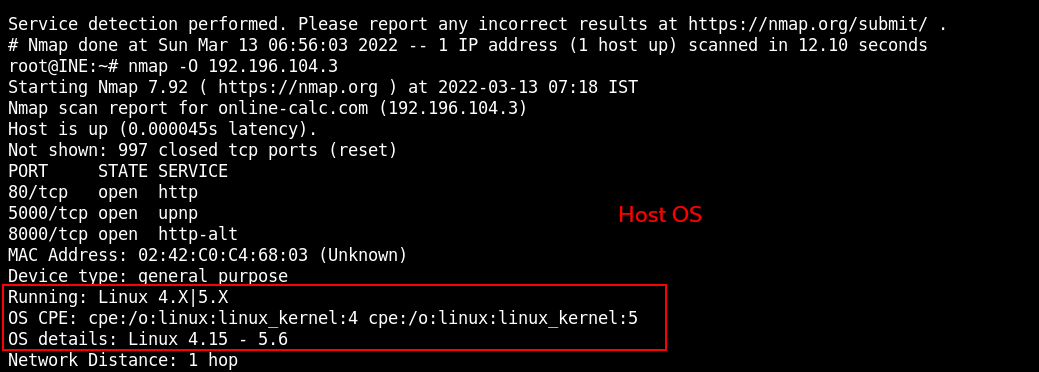 Service detection performed. Please report any incorrect results at https://nmap.org/submit/ .
# Nmap done at Sun Mar 13 06:56:03 2022 -- 1 IP address (1 host up) scanned in 12.10 seconds
root@INE:~# nmap -O 192.196.104.3
Starting Nmap 7.92 ( https://nmap.org ) at 2022-03-13 07:18 IST
Nmap scan report for online-calc.com (192.196.104.3)
Host is up (0.000045s latency).
Not shown: 997 closed tcp ports (reset)
PORT     STATE SERVICE
80/tcp   open  http
5000/tcp open  upnp
Host OS
8000/tcp open  http-alt
MAC Address: 02:42:C0:C4:68:03 (Unknown)
Device type: general purpose
Running: Linux 4.X|5.X
OS CPE: cpe:/o:linux:linux_kernel:4 cpe:/o:linux:linux_kernel:5
OS details: Linux 4.15 - 5.6
Network Distance: 1 hop